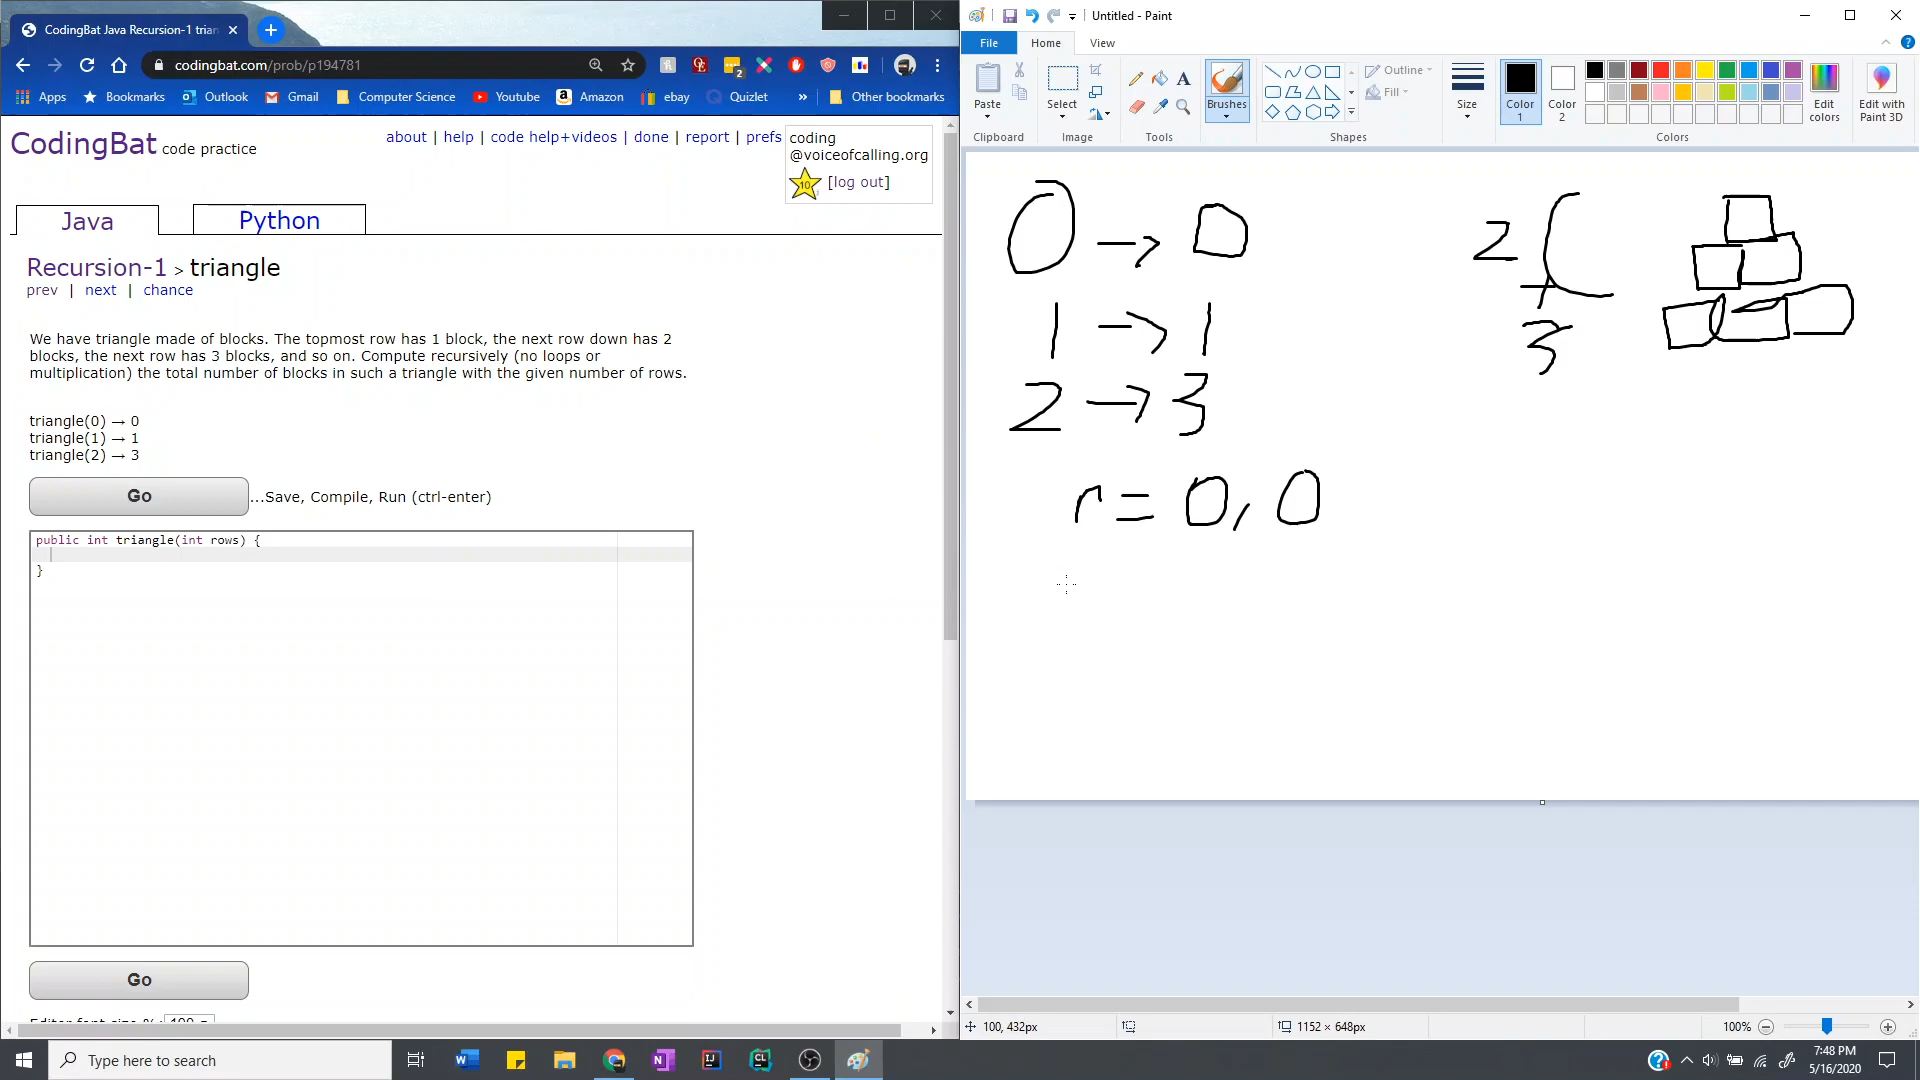 CodingBat Java Recursion-1 trian
codingbat.com/prob/p194781
Apps Bookmarks Outlook Gmail Computer Science Youtube Amazon ebay Quizlet » Other bookmarks
CodingBat code practice
about | help | code help+videos | done | report | prefs
coding
@voiceofcalling.org
10
[log out]
Java
Python
Recursion-1 > triangle
prev | next | chance
We have triangle made of blocks. The topmost row has 1 block, the next row down has 2
blocks, the next row has 3 blocks, and so on. Compute recursively (no loops or
multiplication) the total number of blocks in such a triangle with the given number of rows.
triangle(0) → 0
triangle(1) → 1
triangle(2) → 3
Go
...Save, Compile, Run (ctrl-enter)
public int triangle(int rows) {
}
Go
Type here to search
Untitled - Paint
File Home View
Paste
Select
Brushes
Outline
Fill
Size
Color
1
Color
2
Edit
colors
Edit with
Paint 3D
Clipboard
Image
Tools
Shapes
Colors
0 → 0
1 → 1
2 → 3
r = 0, 0
2
3
100, 432px
1152 × 648px
100%
7:48 PM
5/16/2020